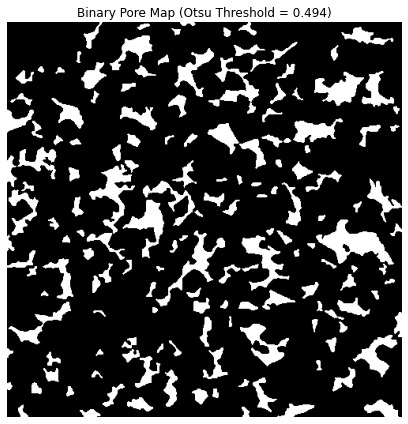 Binary Pore Map (Otsu Threshold = 0.494)